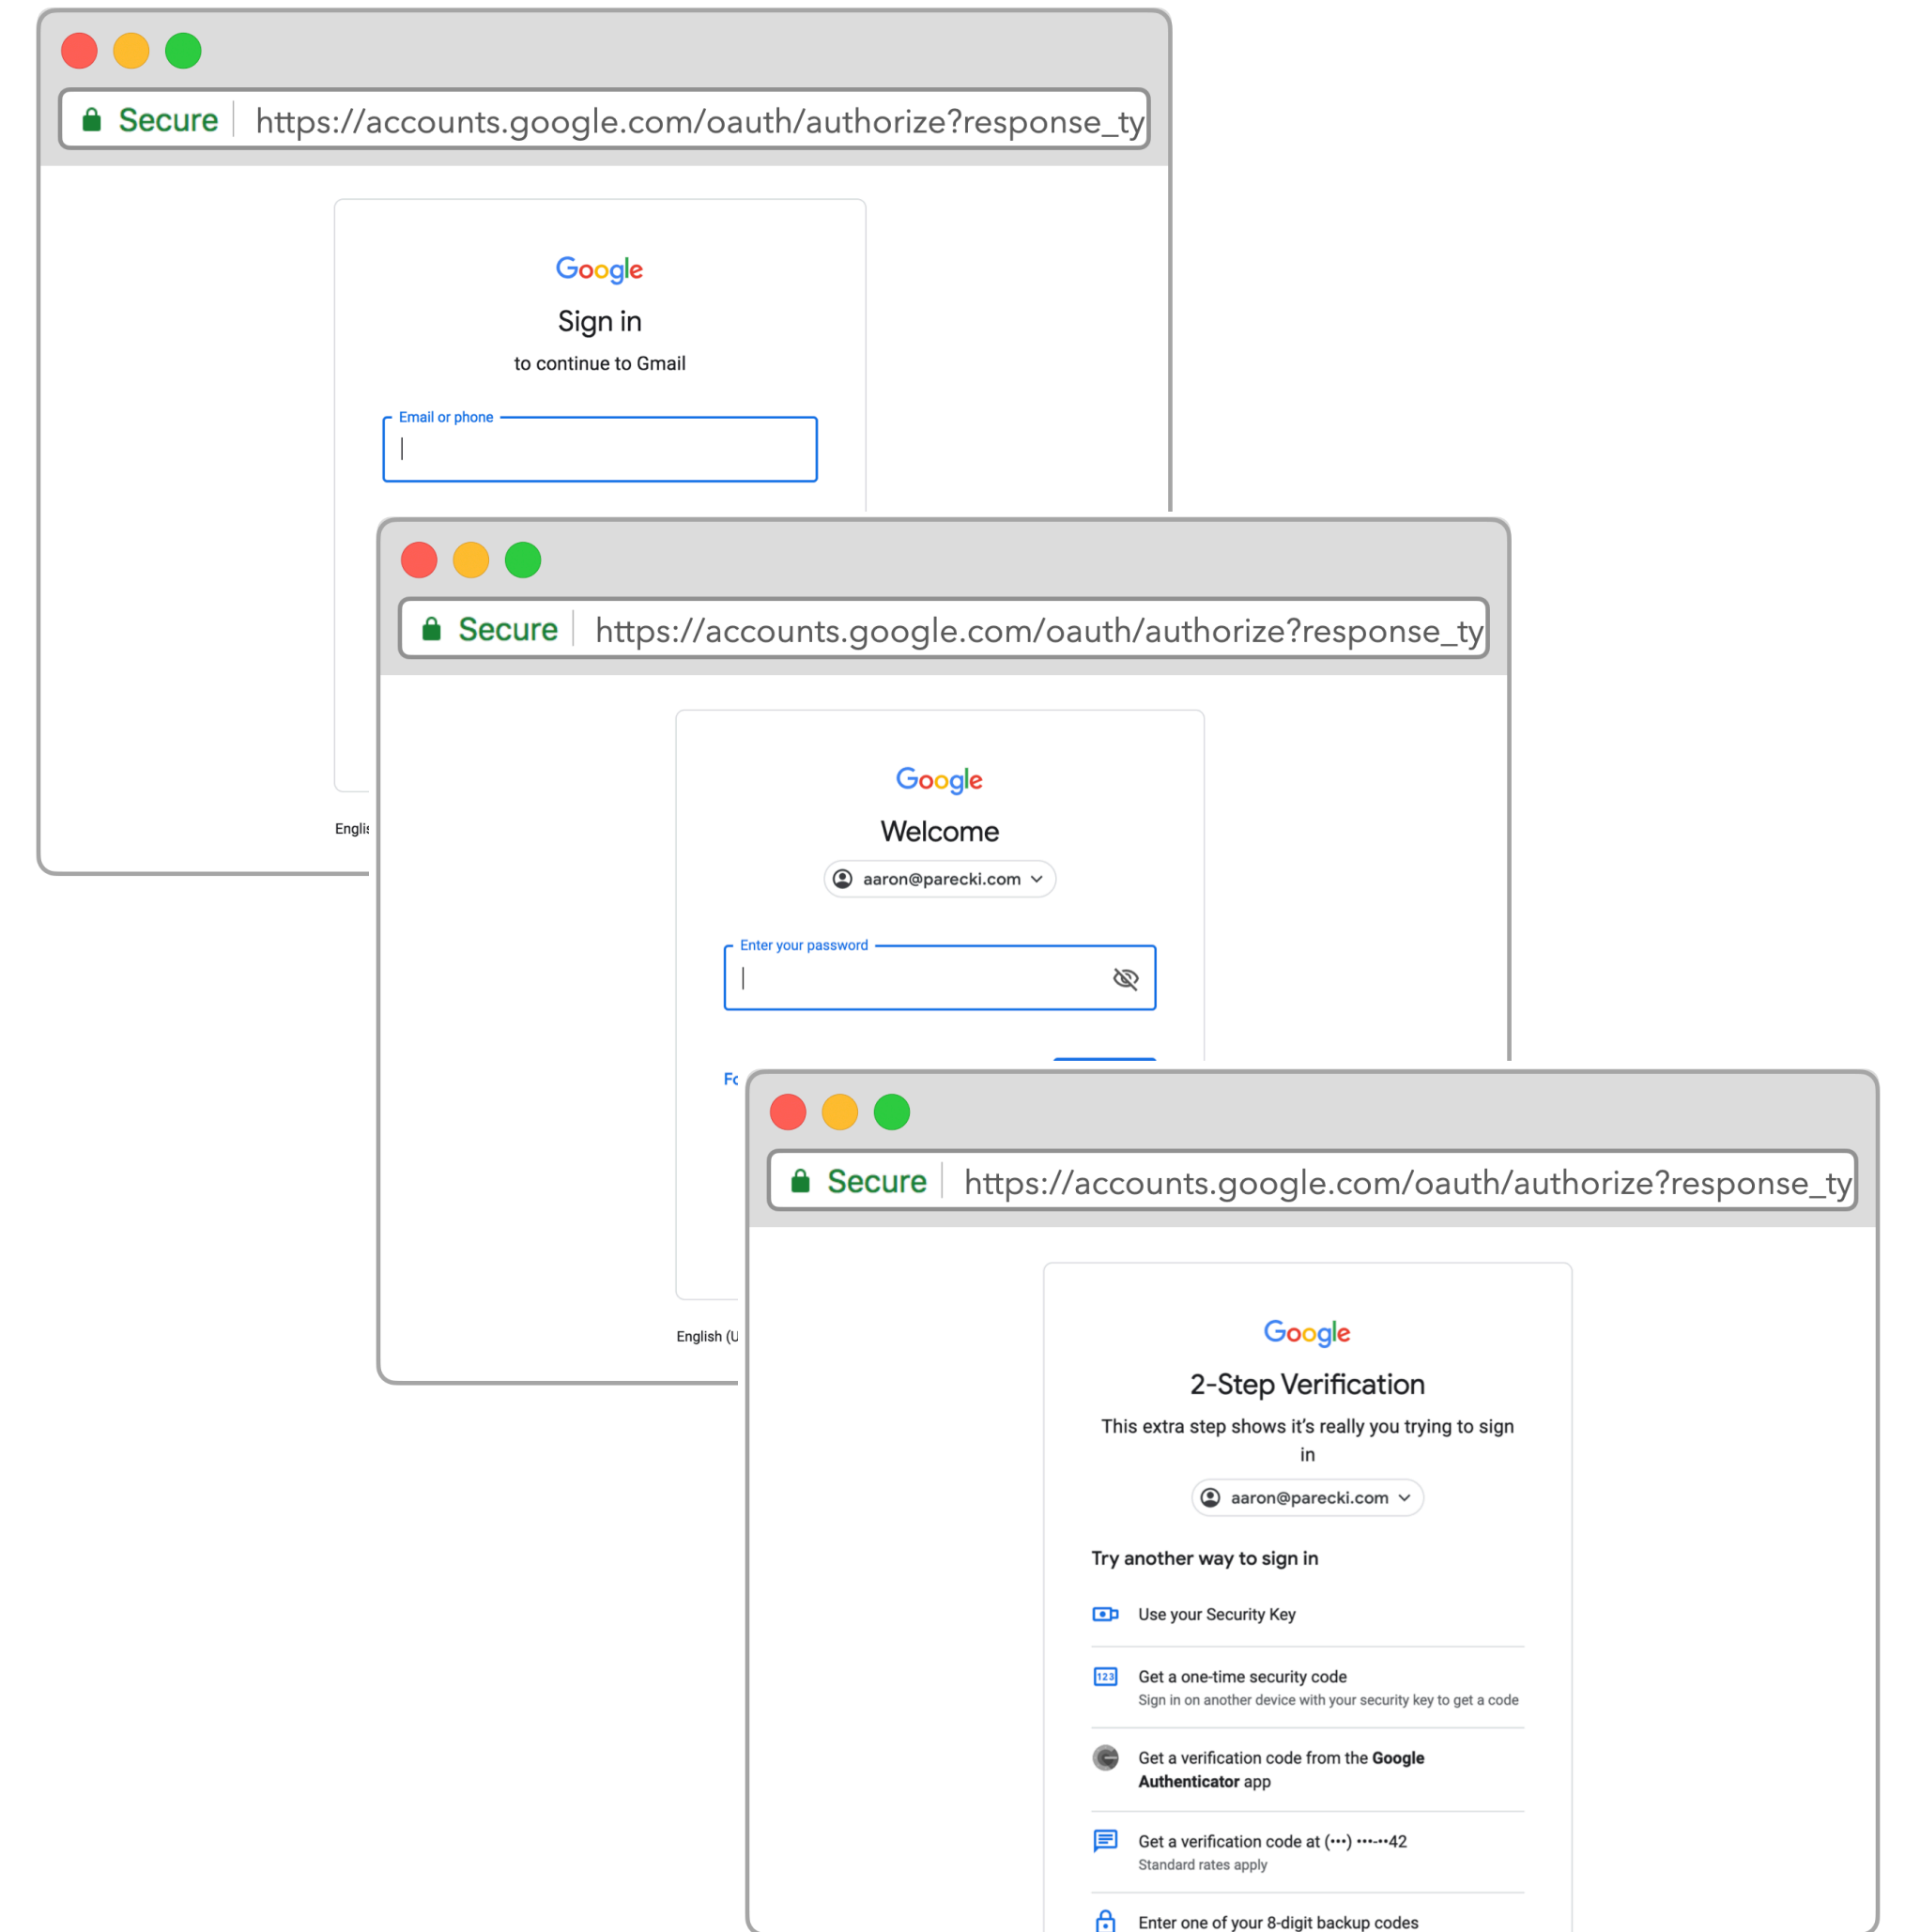 Secure https://accounts.google.com/oauth/authorize?response_ty
Google
Sign in
to continue to Gmail
Email or phone
Secure https://accounts.google.com/oauth/authorize?response_ty
Google
Welcome
aaron@parecki.com
Enter your password
English (U
Secure https://accounts.google.com/oauth/authorize?response_ty
Google
2-Step Verification
This extra step shows it’s really you trying to sign
in
aaron@parecki.com
Try another way to sign in
Use your Security Key
123 Get a one-time security code
Sign in on another device with your security key to get a code
Get a verification code from the Google
Authenticator app
Get a verification code at (•••) •••-••42
Standard rates apply
Enter one of your 8-digit backup codes